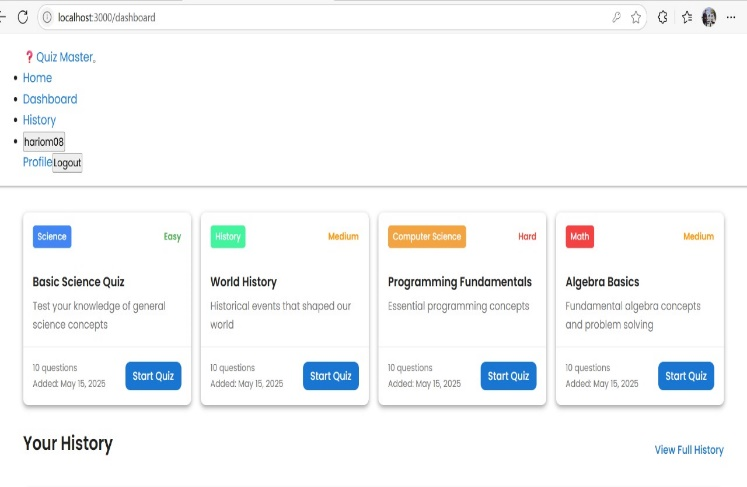 localhost:3000/dashboard
? Quiz Master.
Home
Dashboard
History
hariom08
Profile Logout
Science Easy
Basic Science Quiz
Test your knowledge of general
science concepts
10 questions
Added: May 15, 2025
Start Quiz
History Medium
World History
Historical events that shaped our
world
10 questions
Added: May 15, 2025
Start Quiz
Computer Science Hard
Programming Fundamentals
Essential programming concepts
10 questions
Added: May 15, 2025
Start Quiz
Math Medium
Algebra Basics
Fundamental algebra concepts
and problem solving
10 questions
Added: May 15, 2025
Start Quiz
Your History
View Full History